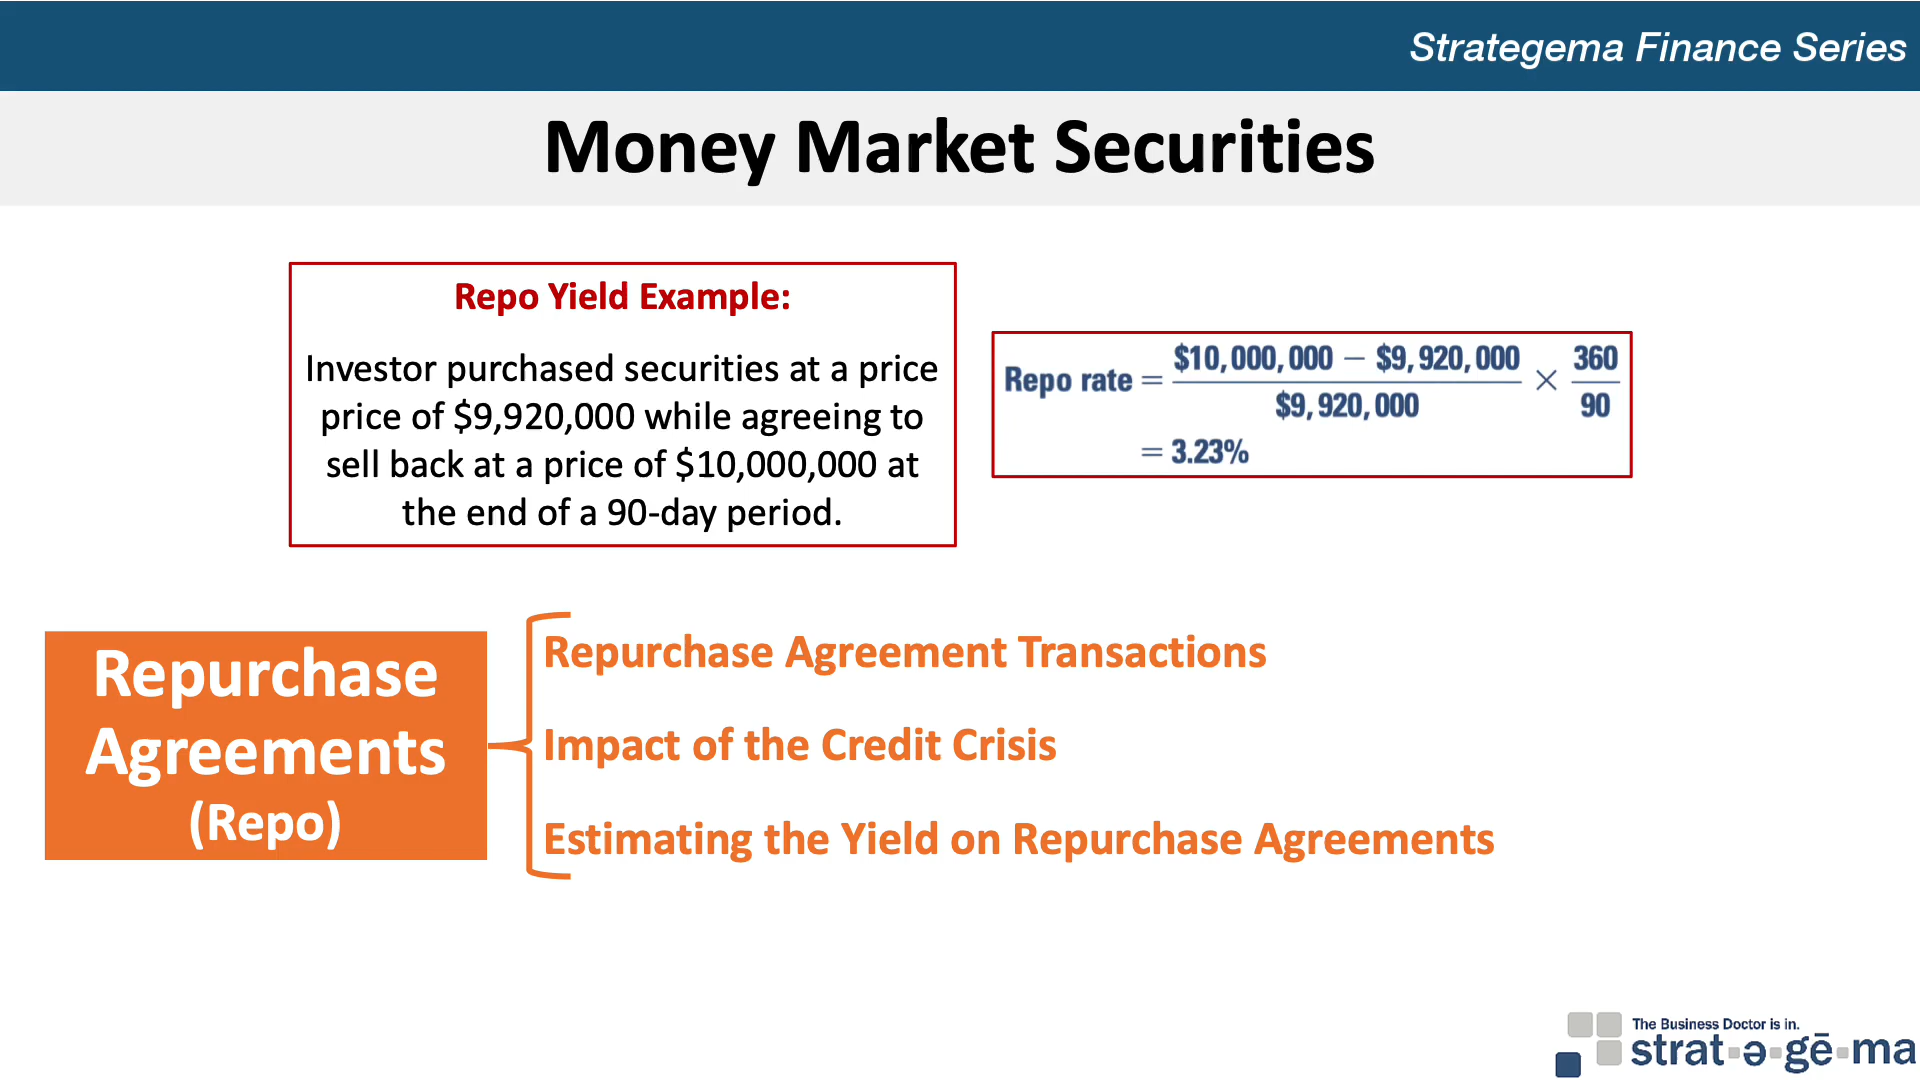 Strategema Finance Series
Money Market Securities
Repo Yield Example:
Investor purchased securities at a price
price of $9,920,000 while agreeing to
sell back at a price of $10,000,000 at
the end of a 90-day period.
Repo rate = $10,000,000 − $9,920,000 / $9,920,000 × 360 / 90
= 3.23%
Repurchase
Agreements
(Repo)
Repurchase Agreement Transactions
Impact of the Credit Crisis
Estimating the Yield on Repurchase Agreements
The Business Doctor is in.
strat▪ə▪gē▪ma